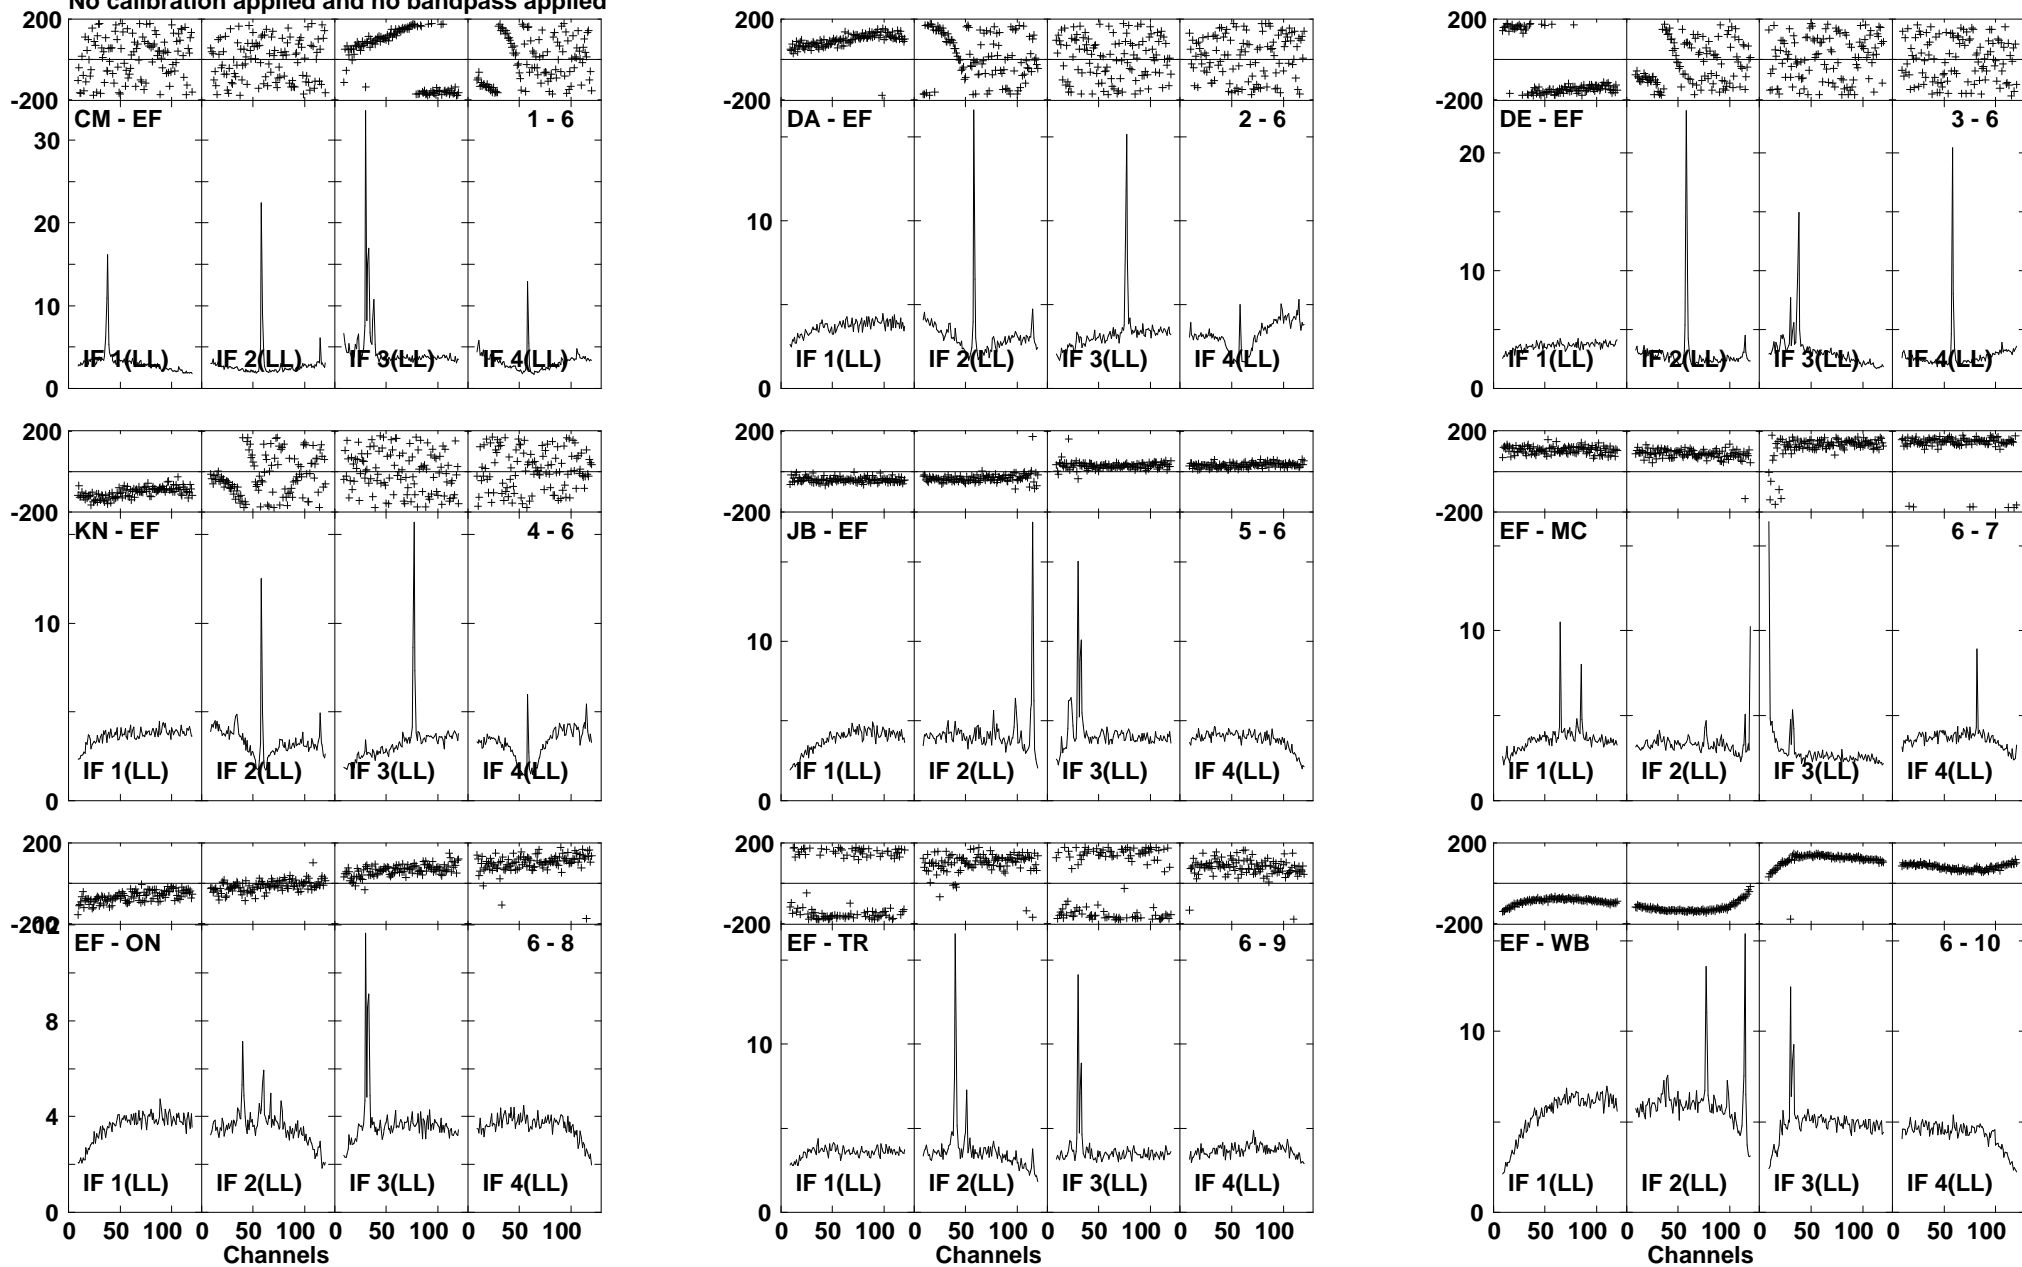 No calibration applied and no bandpass applied
200
-200
CM - EF
1 - 6
30
20
10
0
IF 1(LL)
IF 2(LL)
IF 3(LL)
IF 4(LL)
200
-200
DA - EF
2 - 6
10
0
IF 1(LL)
IF 2(LL)
IF 3(LL)
IF 4(LL)
200
-200
DE - EF
3 - 6
20
10
0
IF 1(LL)
IF 2(LL)
IF 3(LL)
IF 4(LL)
200
-200
KN - EF
4 - 6
10
0
IF 1(LL)
IF 2(LL)
IF 3(LL)
IF 4(LL)
200
-200
JB - EF
5 - 6
10
0
IF 1(LL)
IF 2(LL)
IF 3(LL)
IF 4(LL)
200
-200
EF - MC
6 - 7
10
0
IF 1(LL)
IF 2(LL)
IF 3(LL)
IF 4(LL)
200
-200
12
EF - ON
6 - 8
8
4
0
IF 1(LL)
IF 2(LL)
IF 3(LL)
IF 4(LL)
0 50 100 0 50 100 0 50 100 0 50 100
Channels
200
-200
EF - TR
6 - 9
10
0
IF 1(LL)
IF 2(LL)
IF 3(LL)
IF 4(LL)
0 50 100 0 50 100 0 50 100 0 50 100
200
-200
EF - WB
6 - 10
10
0
IF 1(LL)
IF 2(LL)
IF 3(LL)
IF 4(LL)
0 50 100 0 50 100 0 50 100 0 50 100
Channels